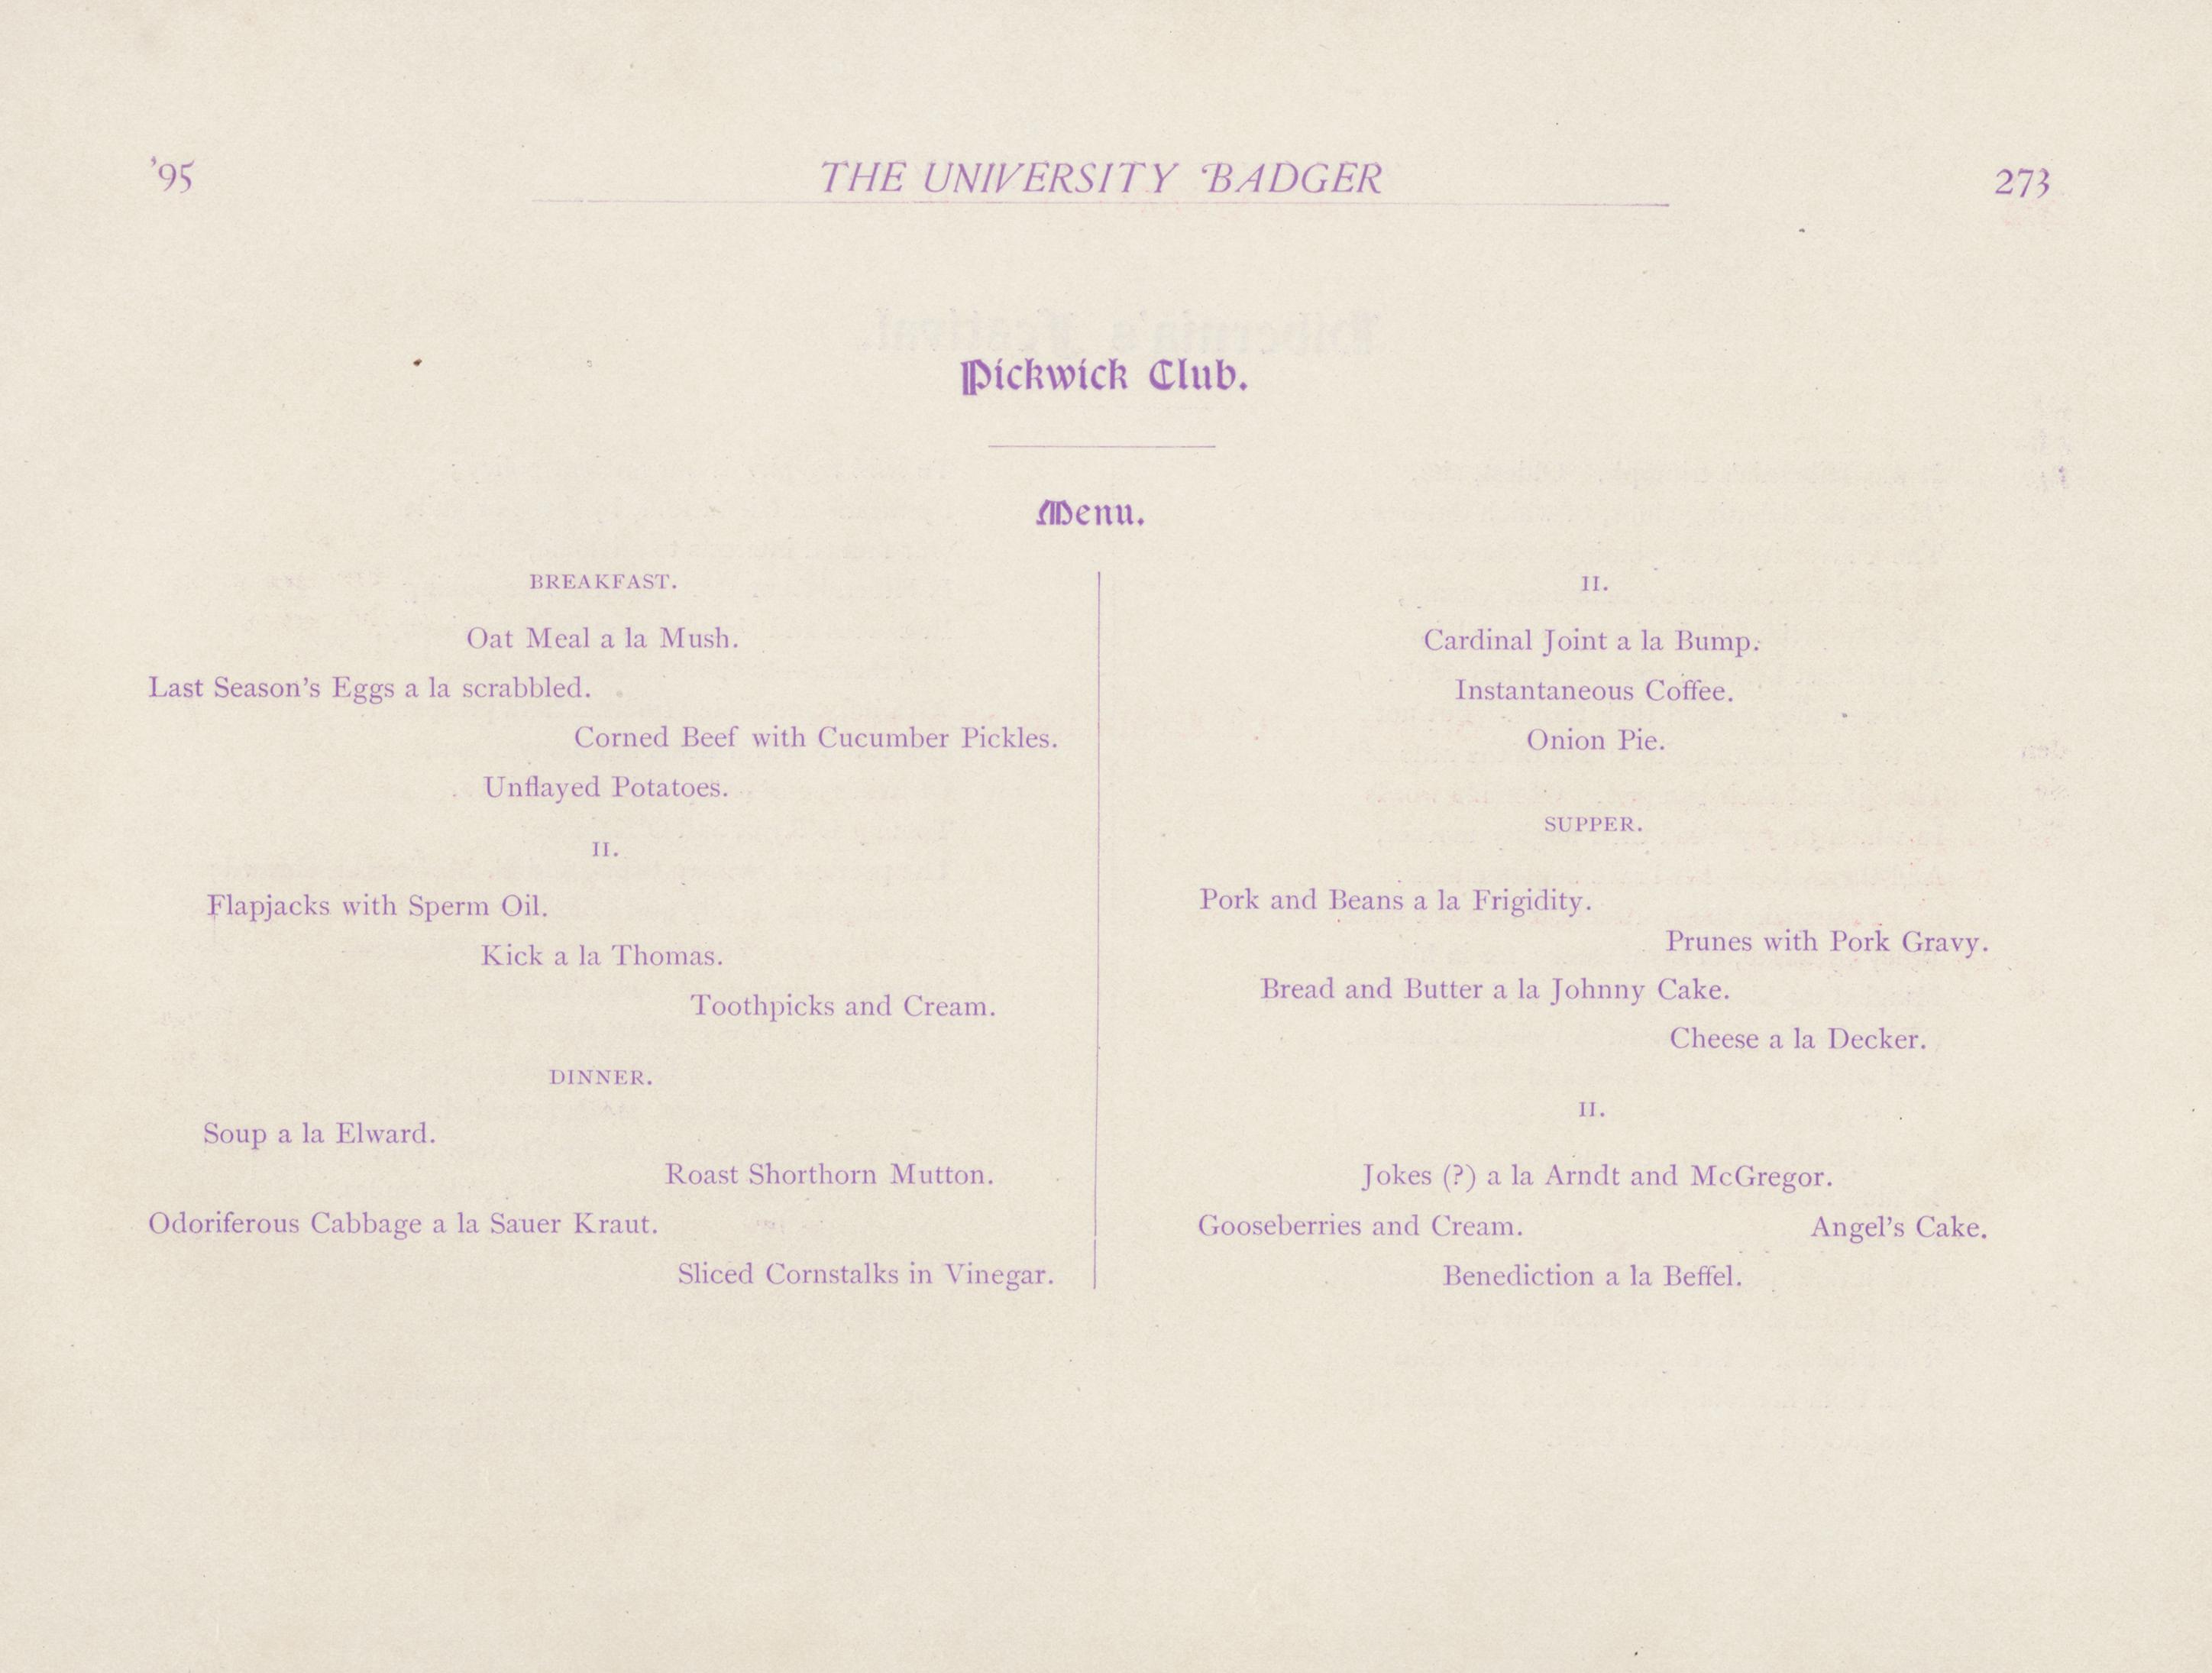 '95 THE UNIVERSITY BADGER 273
Pickwick Club.
Menu.
BREAKFAST.
Oat Meal a la Mush.
Last Season's Eggs a la scrabbled.
Corned Beef with Cucumber Pickles.
Unflayed Potatoes.
II.
Flapjacks with Sperm Oil.
Kick a la Thomas.
Toothpicks and Cream.
DINNER.
Soup a la Elward.
Roast Shorthorn Mutton.
Odoriferous Cabbage a la Sauer Kraut.
Sliced Cornstalks in Vinegar.
II.
Cardinal Joint a la Bump.
Instantaneous Coffee.
Onion Pie.
SUPPER.
Pork and Beans a la Frigidity.
Prunes with Pork Gravy.
Bread and Butter a la Johnny Cake.
Cheese a la Decker.
II.
Jokes (?) a la Arndt and McGregor.
Gooseberries and Cream. Angel's Cake.
Benediction a la Beffel.